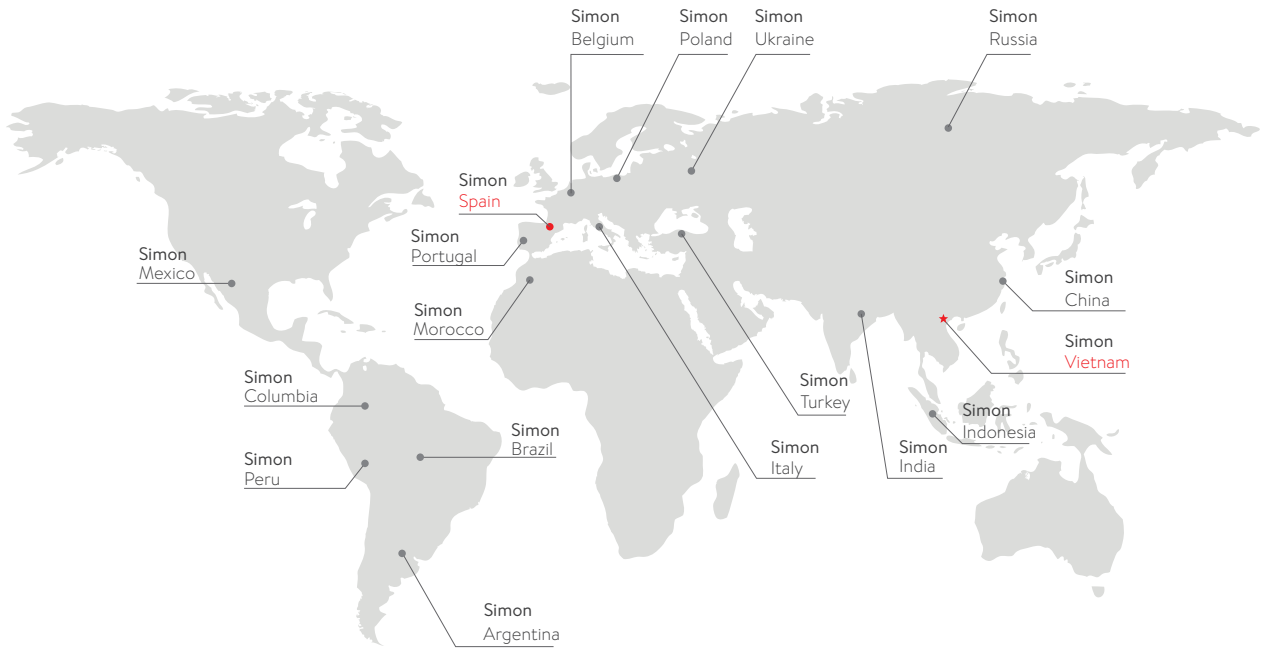 Simon
Belgium
Simon
Poland
Simon
Ukraine
Simon
Russia
Simon
Spain
Simon
Portugal
Simon
Mexico
Simon
Morocco
Simon
China
Simon
Vietnam
Simon
Columbia
Simon
Turkey
Simon
Indonesia
Simon
Brazil
Simon
Peru
Simon
Italy
Simon
India
Simon
Argentina